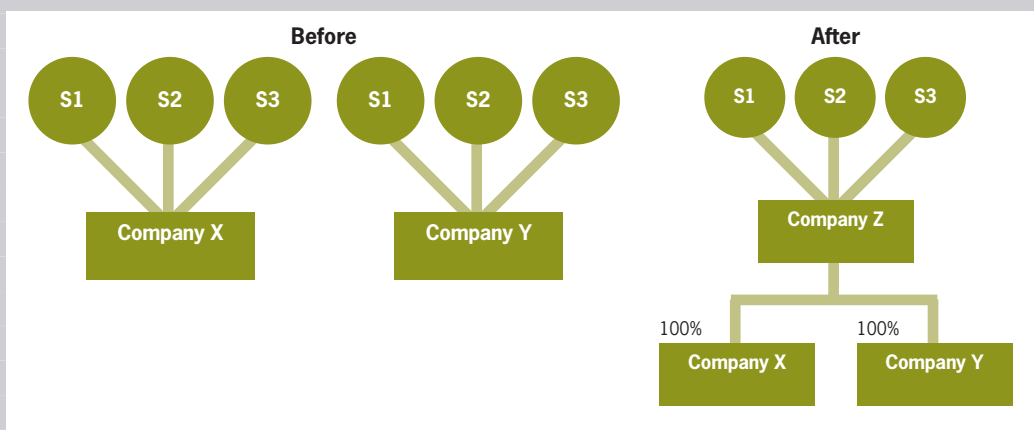 Before
After
S1
S2
S3
S1
S2
S3
S1
S2
S3
Company X
Company Y
Company Z
100%
100%
Company X
Company Y